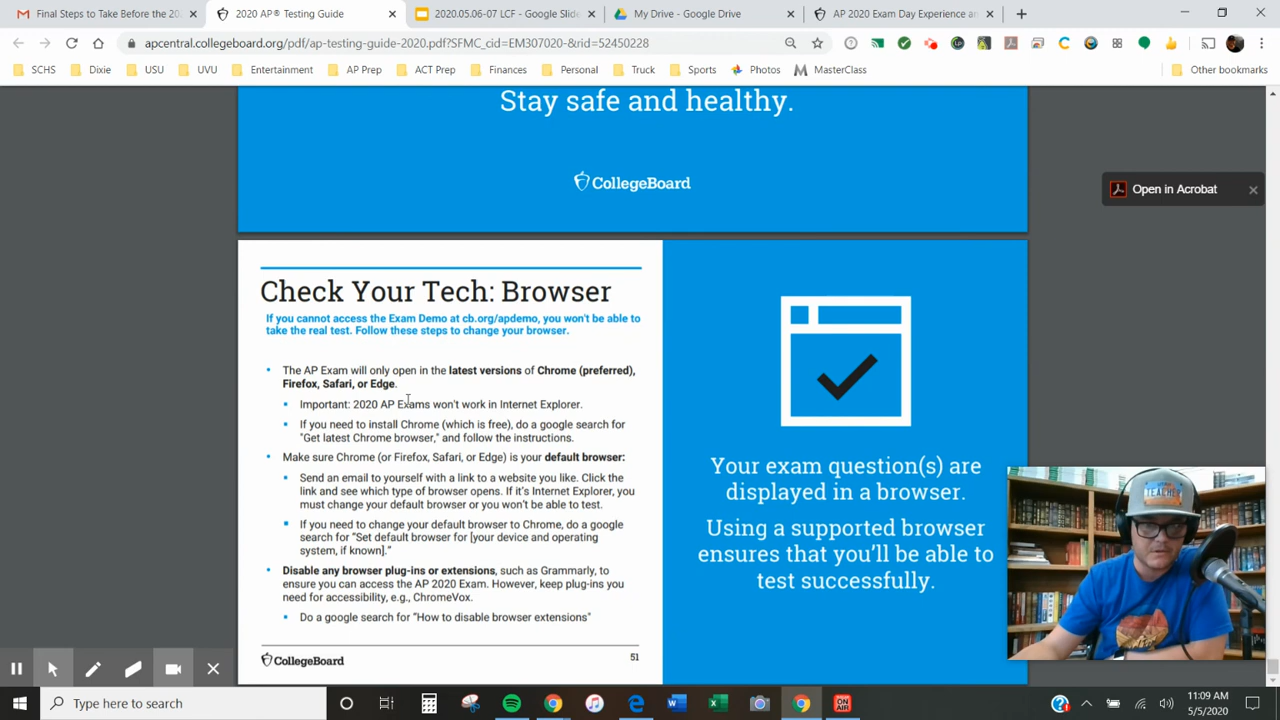 Final Steps to Take Before the 20
2020 AP® Testing Guide
2020.05.06-07 LCF - Google Slide
My Drive - Google Drive
AP 2020 Exam Day Experience an
apcentral.collegeboard.org/pdf/ap-testing-guide-2020.pdf?SFMC_cid=EM307020-&rid=52450228
SCHS
Dixie
USU
UVU
Entertainment
AP Prep
ACT Prep
Finances
Personal
Truck
Sports
Photos
MasterClass
Other bookmarks
Stay safe and healthy.
CollegeBoard
Open in Acrobat
Check Your Tech: Browser
If you cannot access the Exam Demo at cb.org/apdemo, you won't be able to
take the real test. Follow these steps to change your browser.
• The AP Exam will only open in the latest versions of Chrome (preferred),
Firefox, Safari, or Edge.
▪ Important: 2020 AP Exams won't work in Internet Explorer.
▪ If you need to install Chrome (which is free), do a google search for
"Get latest Chrome browser," and follow the instructions.
• Make sure Chrome (or Firefox, Safari, or Edge) is your default browser:
▪ Send an email to yourself with a link to a website you like. Click the
link and see which type of browser opens. If it's Internet Explorer, you
must change your default browser or you won't be able to test.
▪ If you need to change your default browser to Chrome, do a google
search for "Set default browser for [your device and operating
system, if known]."
• Disable any browser plug-ins or extensions, such as Grammarly, to
ensure you can access the AP 2020 Exam. However, keep plug-ins you
need for accessibility, e.g., ChromeVox.
▪ Do a google search for "How to disable browser extensions"
CollegeBoard
51
Your exam question(s) are
displayed in a browser.
Using a supported browser
ensures that you'll be able to
test successfully.
TEACHER
Type here to search
ON AIR
11:09 AM
5/5/2020